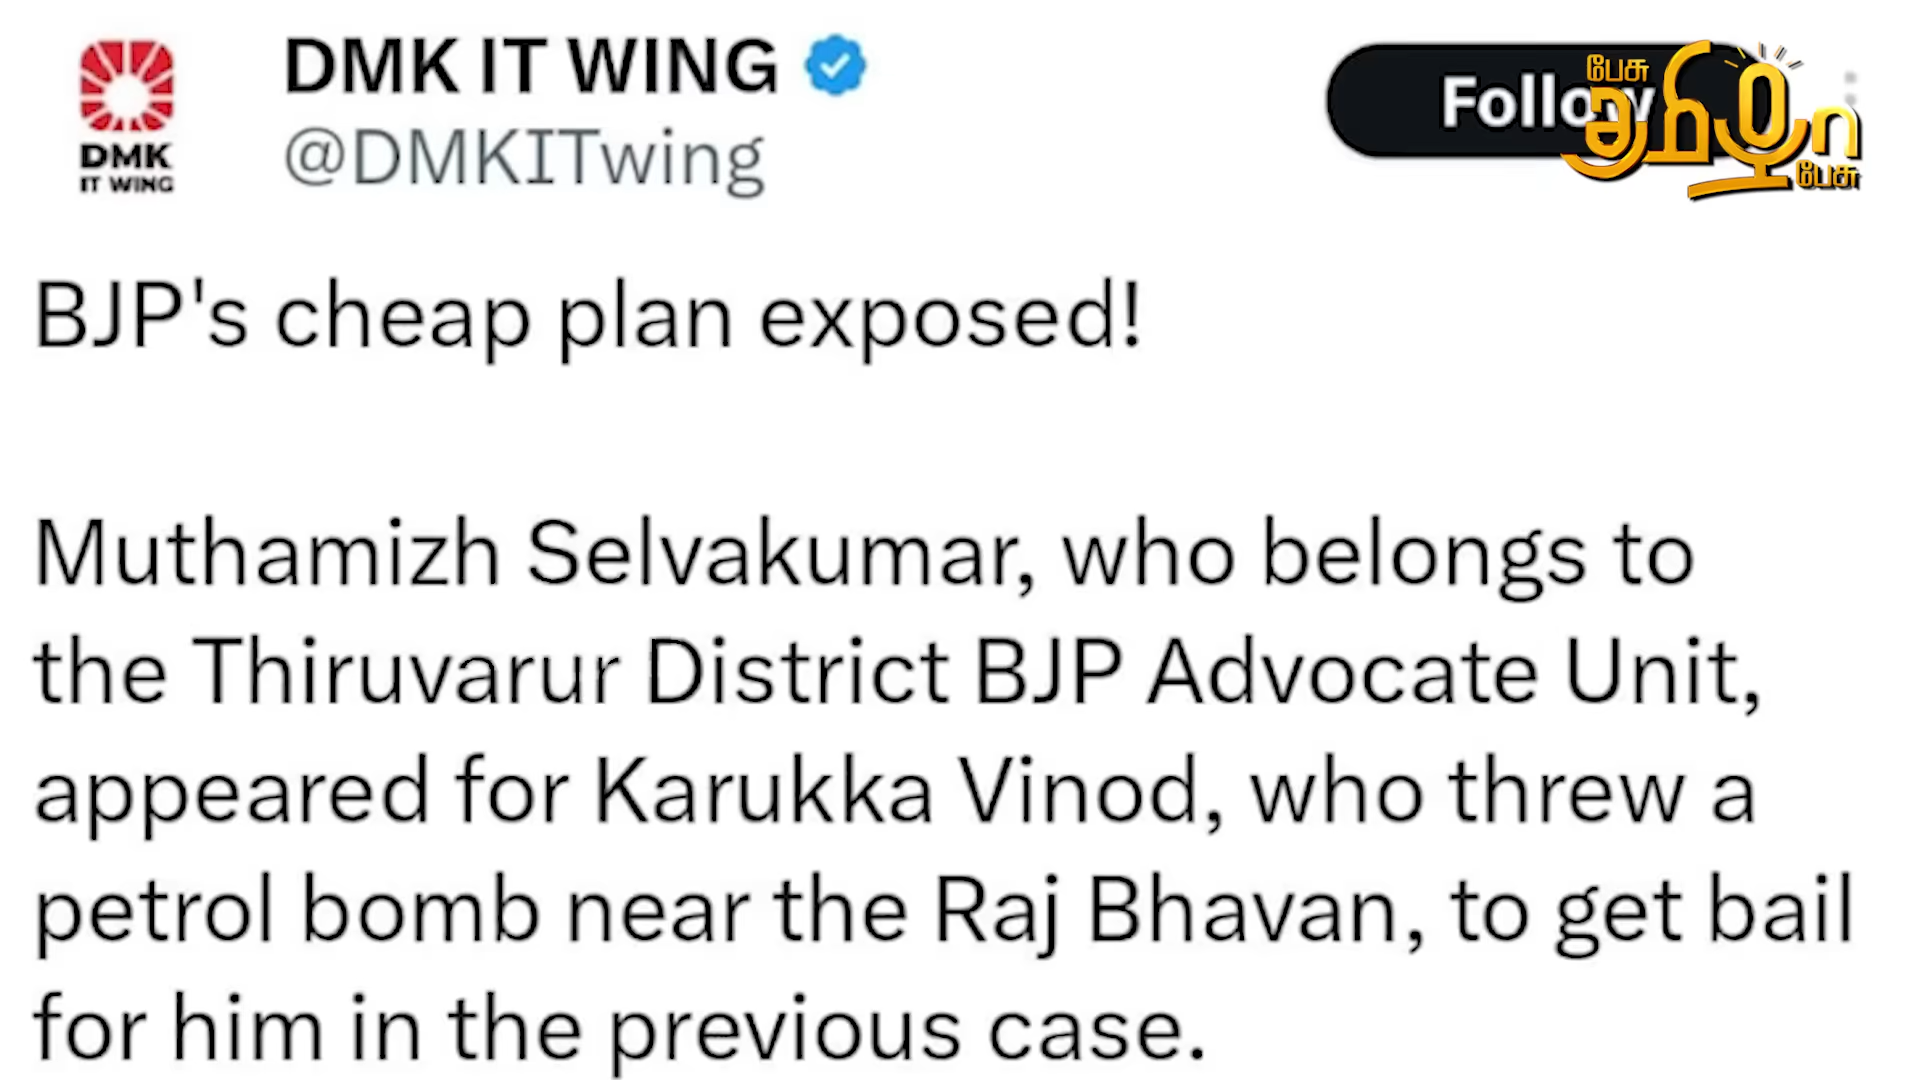 DMK IT WING
@DMKITwing
DMK
IT WING
Follow
பேசு
தமிழா
பேசு
BJP's cheap plan exposed!
Muthamizh Selvakumar, who belongs to
the Thiruvarur District BJP Advocate Unit,
appeared for Karukka Vinod, who threw a
petrol bomb near the Raj Bhavan, to get bail
for him in the previous case.